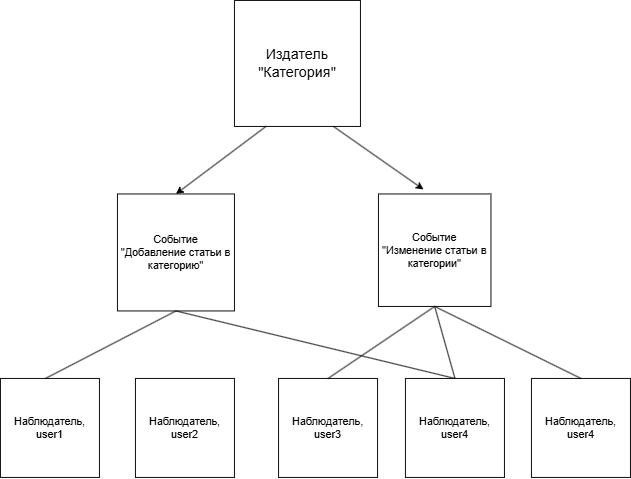 Издатель
"Категория"
Событие
"Добавление статьи в
категорию"
Событие
"Изменение статьи в
категории"
Наблюдатель,
user1
Наблюдатель,
user2
Наблюдатель,
user3
Наблюдатель,
user4
Наблюдатель,
user4